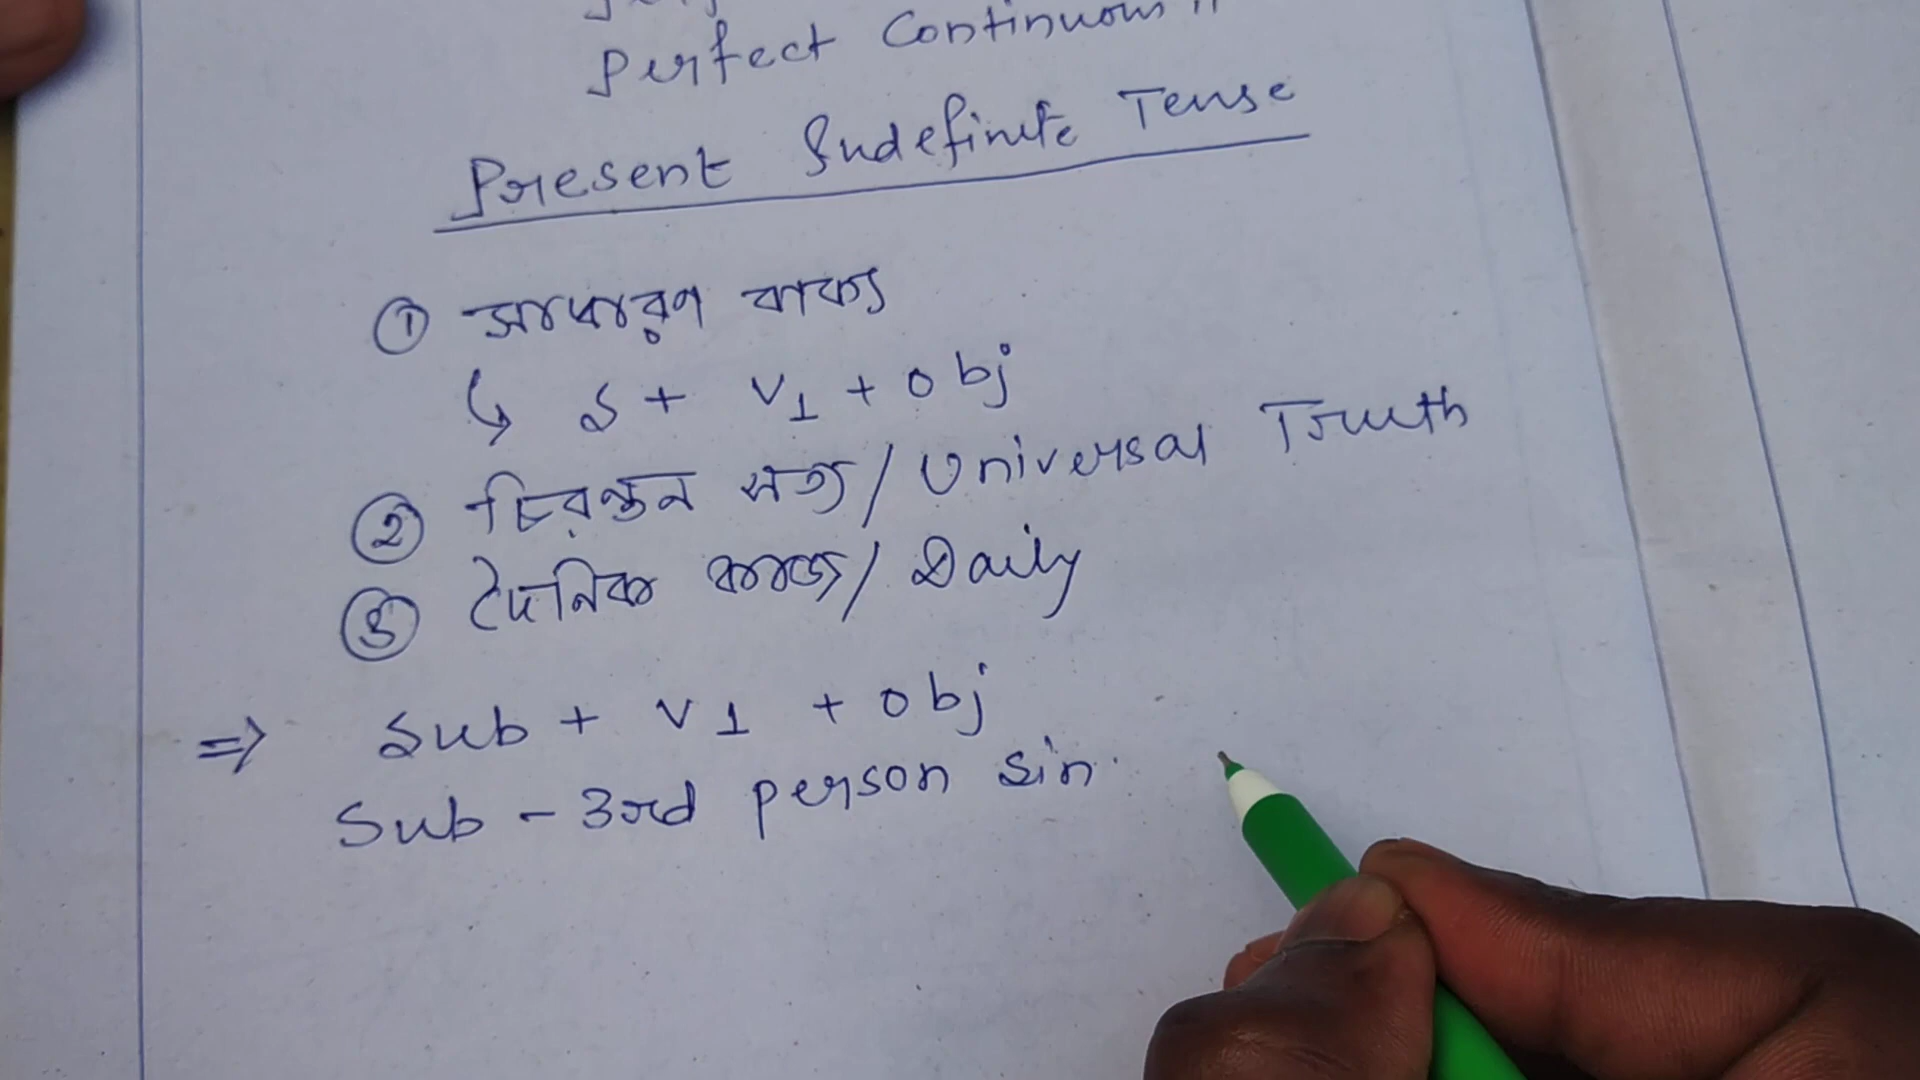 Perfect Continuous "
Present Indefinite Tense
① সাধারণ বাক্য
↳ S + V1 + obj
② চিরন্তন সত্য / Universal Truth
③ দৈনিক কাজ / Daily
⇒ Sub + V1 + obj
Sub - 3rd person sin.